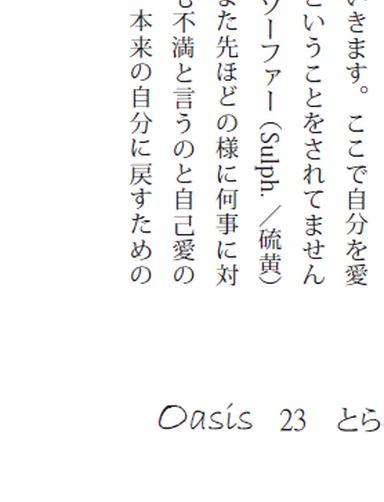 いきます。ここで自分を愛
ということをされてません
ソーファー(Sulph.／硫黄)
また先ほどの様に何事に対
も不満と言うのと自己愛の
本来の自分に戻すための
Oasis 23 とら